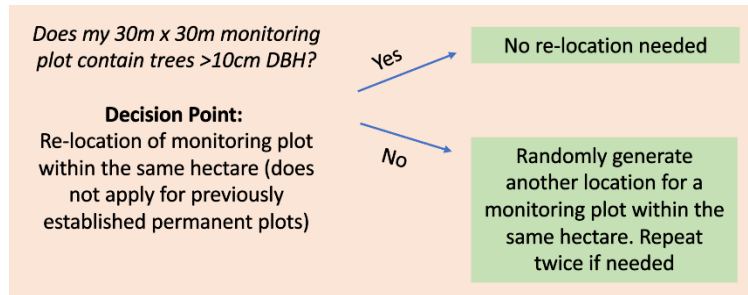 Does my 30m x 30m monitoring
plot contain trees >10cm DBH?
Decision Point:
Re-location of monitoring plot
within the same hectare (does
not apply for previously
established permanent plots)
Yes
No re-location needed
No
Randomly generate
another location for a
monitoring plot within the
same hectare. Repeat
twice if needed